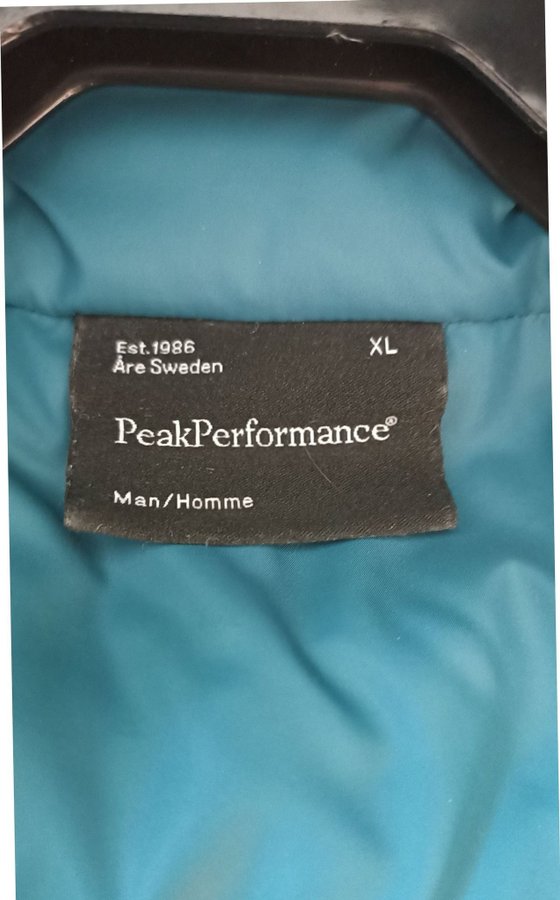 Est.1986
XL
Åre Sweden
PeakPerformance®
Man/Homme